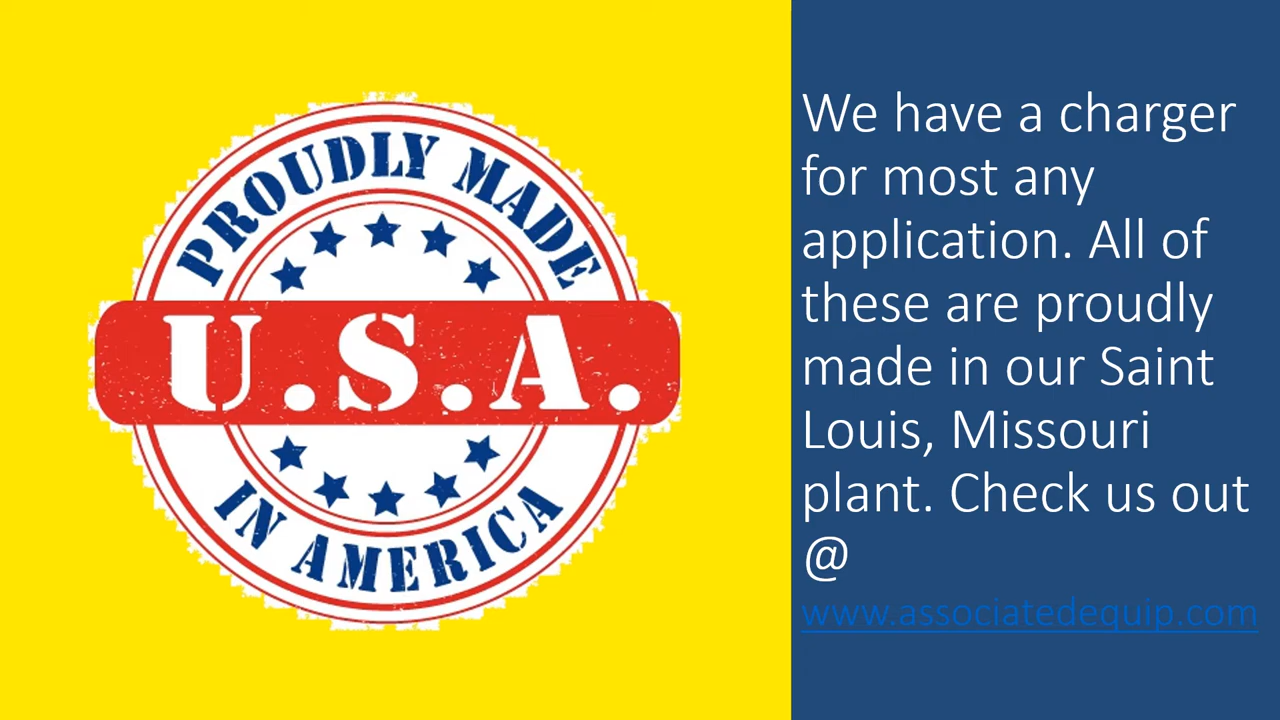 PROUDLY MADE
U.S.A.
IN AMERICA
We have a charger
for most any
application. All of
these are proudly
made in our Saint
Louis, Missouri
plant. Check us out
@
www.associatedequip.com